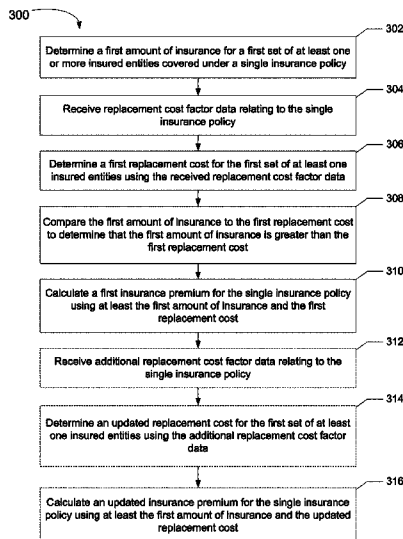 300
302
Determine a first amount of insurance for a first set of at least one
or more insured entities covered under a single insurance policy
304
Receive replacement cost factor data relating to the single
insurance policy
306
Determine a first replacement cost for the first set of at least one
insured entities using the received replacement cost factor data
308
Compare the first amount of insurance to the first replacement cost
to determine that the first amount of insurance is greater than the
first replacement cost
310
Calculate a first insurance premium for the single insurance policy
using at least the first amount of insurance and the first
replacement cost
312
Receive additional replacement cost factor data relating to the
single insurance policy
314
Determine an updated replacement cost for the first set of at least
one insured entities using the additional replacement cost factor
data
316
Calculate an updated insurance premium for the single insurance
policy using at least the first amount of insurance and the updated
replacement cost